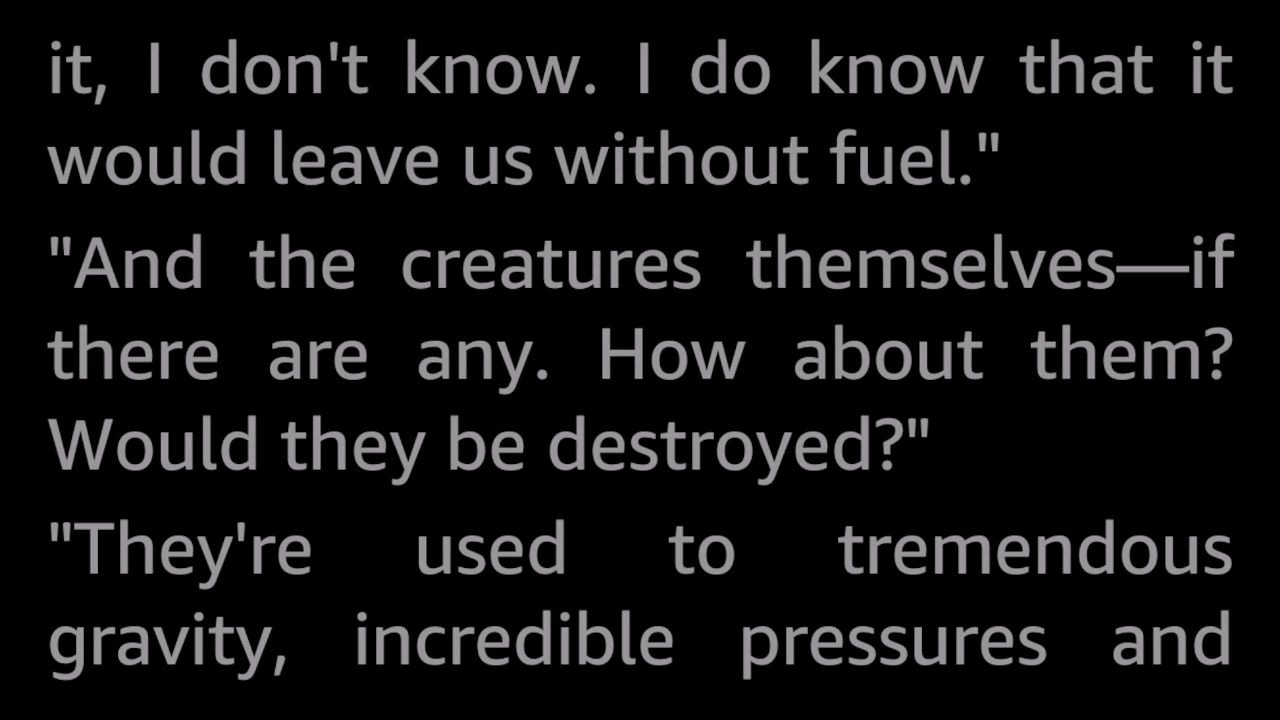 it, I don't know. I do know that it
would leave us without fuel."
"And the creatures themselves—if
there are any. How about them?
Would they be destroyed?"
"They're used to tremendous
gravity, incredible pressures and